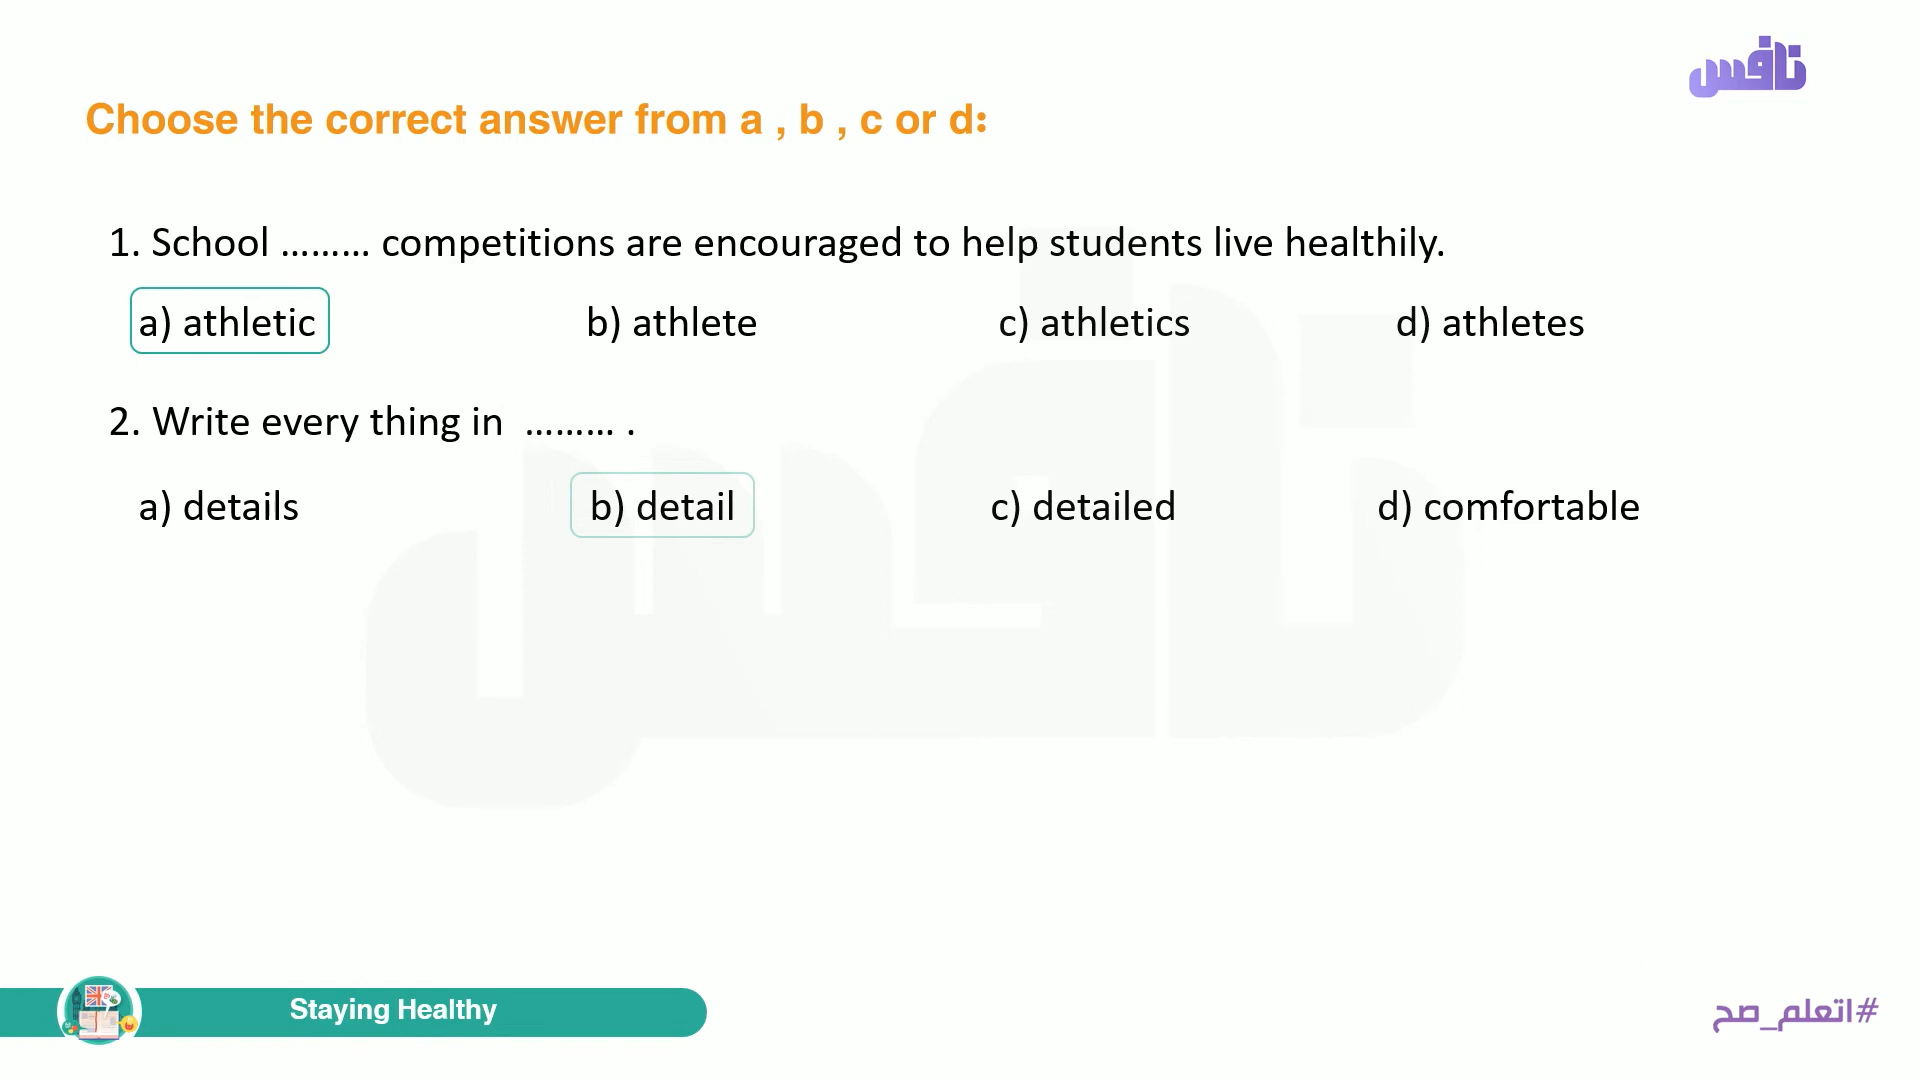 نافس
Choose the correct answer from a , b , c or d:
1. School ......... competitions are encouraged to help students live healthily.
a) athletic b) athlete c) athletics d) athletes
2. Write every thing in ......... .
a) details b) detail c) detailed d) comfortable
Staying Healthy
#اتعلم_صح